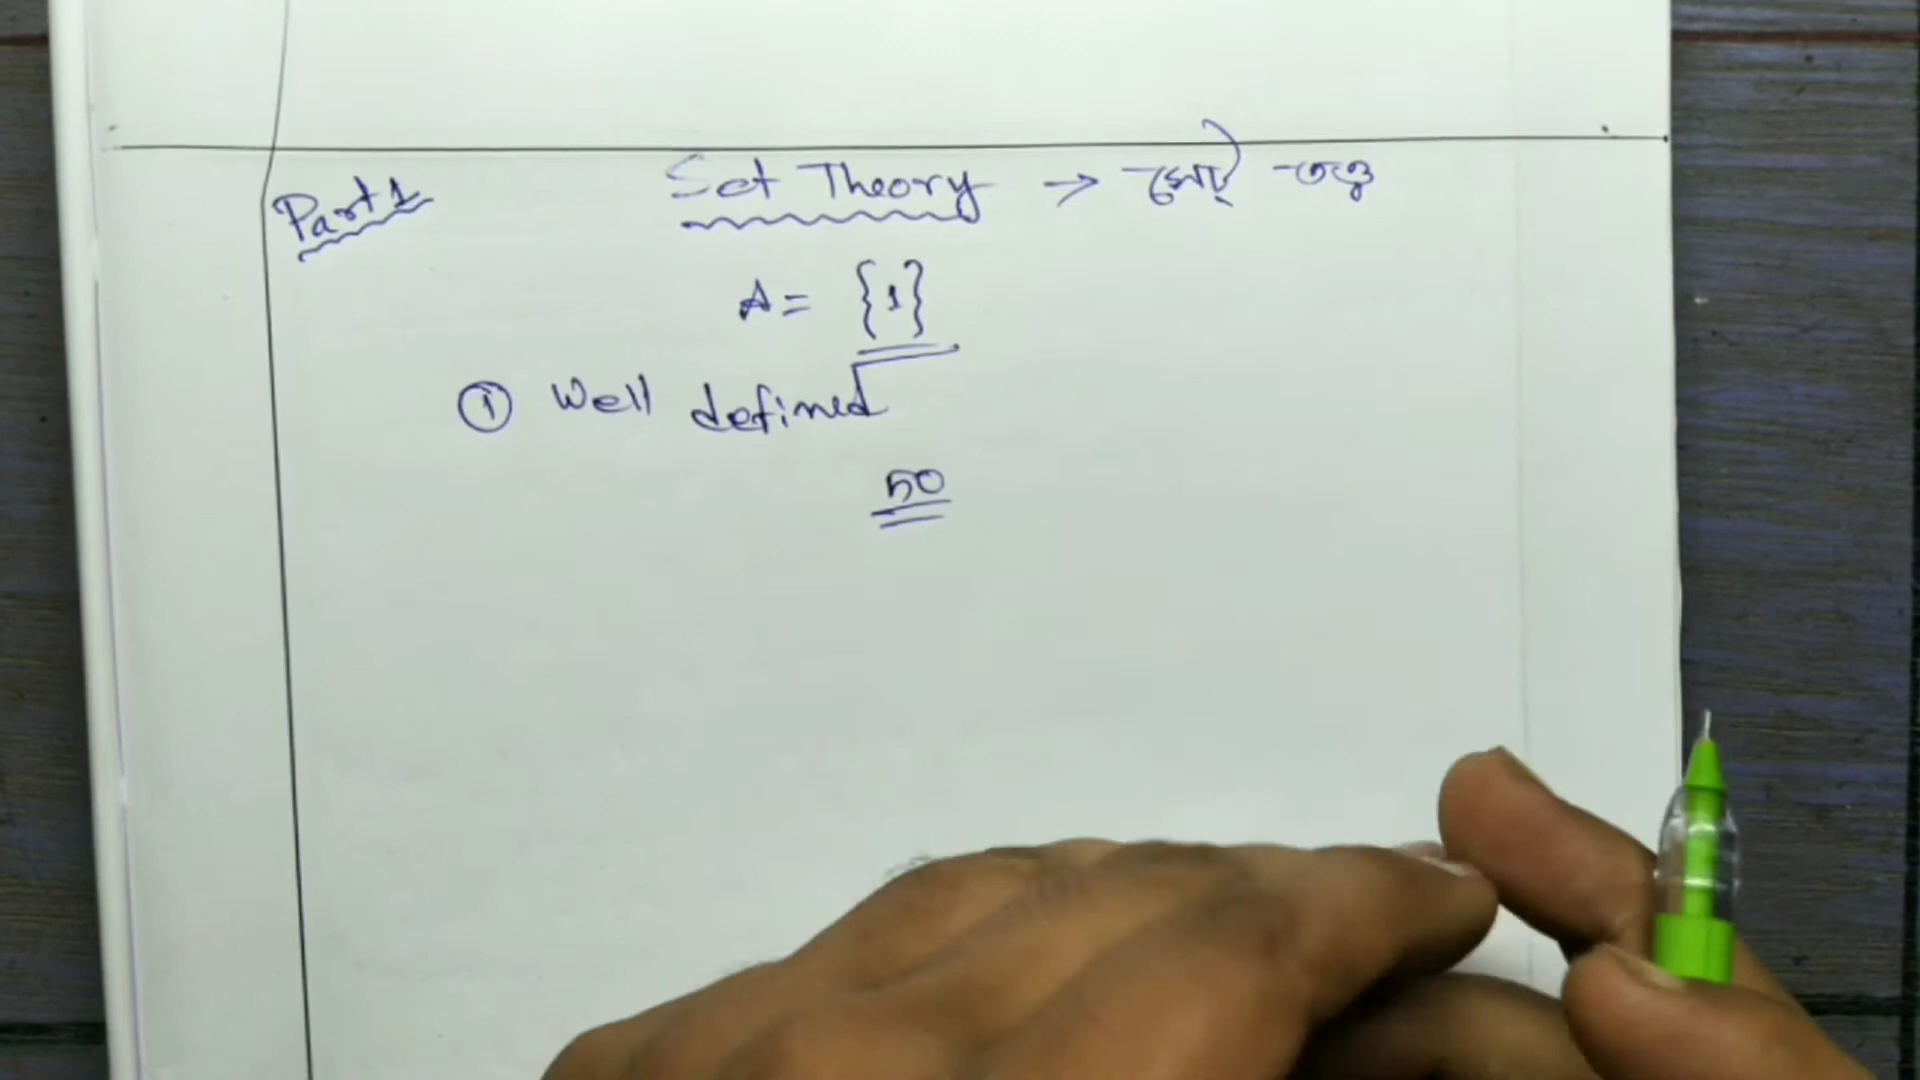 Part 1
Set Theory → সেট তত্ত্ব
A = {1}
① Well defined
50